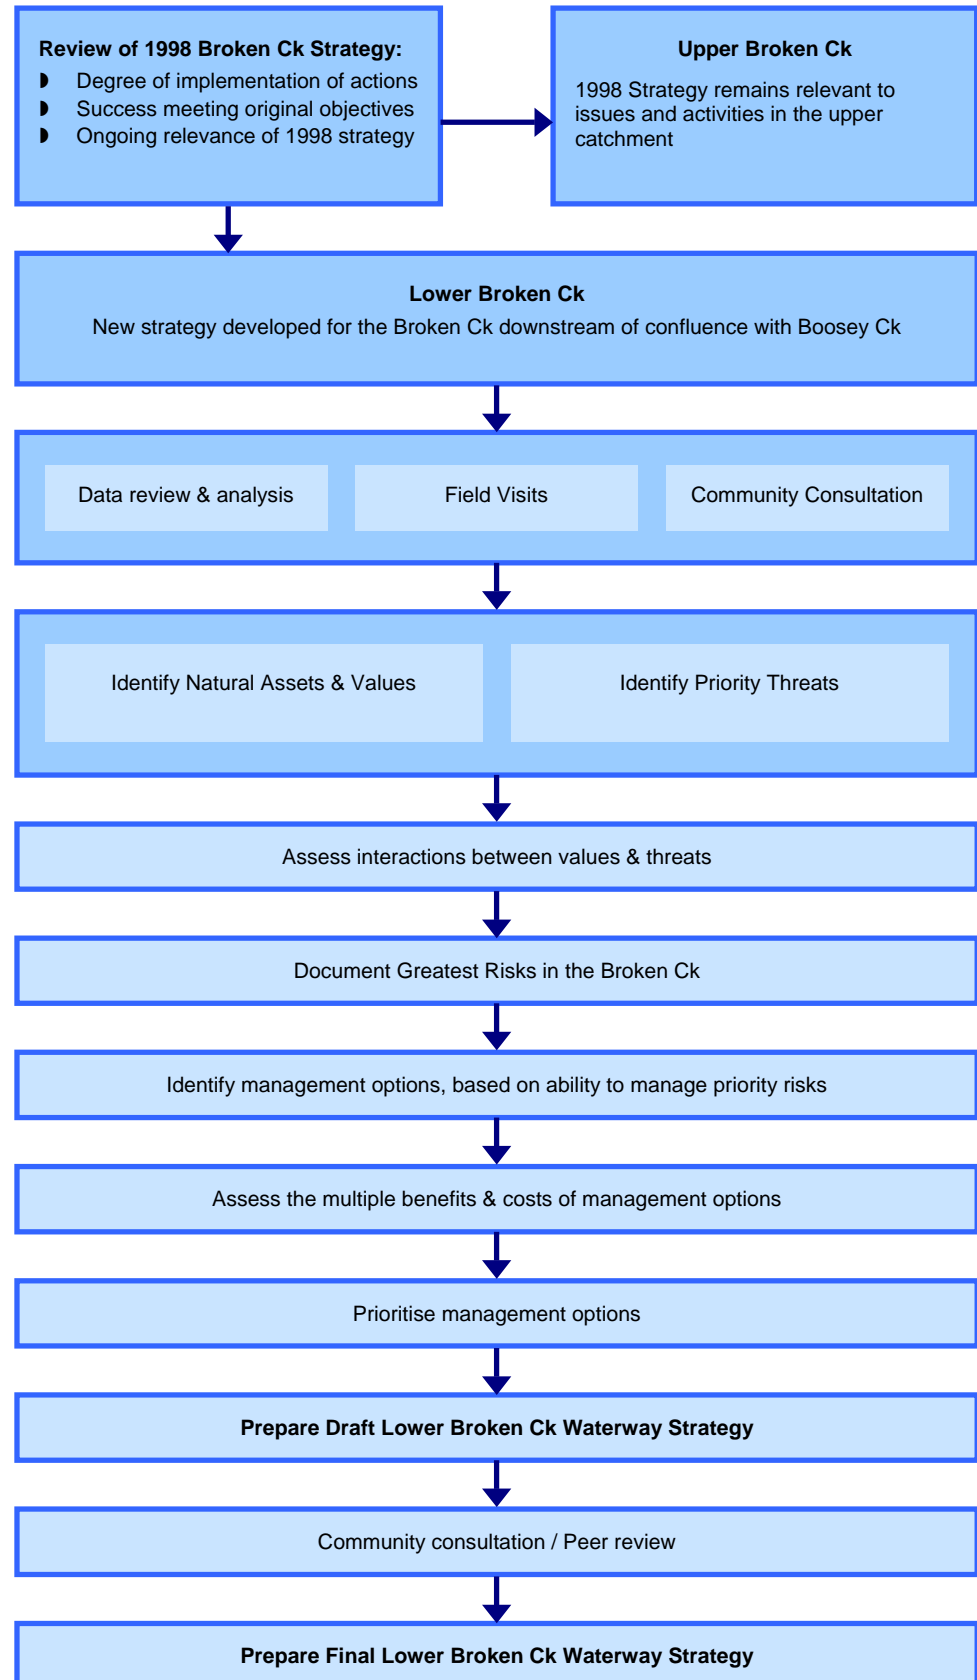 Review of 1998 Broken Ck Strategy:
◗ Degree of implementation of actions
◗ Success meeting original objectives
◗ Ongoing relevance of 1998 strategy
Upper Broken Ck
1998 Strategy remains relevant to
issues and activities in the upper
catchment
Lower Broken Ck
New strategy developed for the Broken Ck downstream of confluence with Boosey Ck
Data review & analysis
Field Visits
Community Consultation
Identify Natural Assets & Values
Identify Priority Threats
Assess interactions between values & threats
Document Greatest Risks in the Broken Ck
Identify management options, based on ability to manage priority risks
Assess the multiple benefits & costs of management options
Prioritise management options
Prepare Draft Lower Broken Ck Waterway Strategy
Community consultation / Peer review
Prepare Final Lower Broken Ck Waterway Strategy